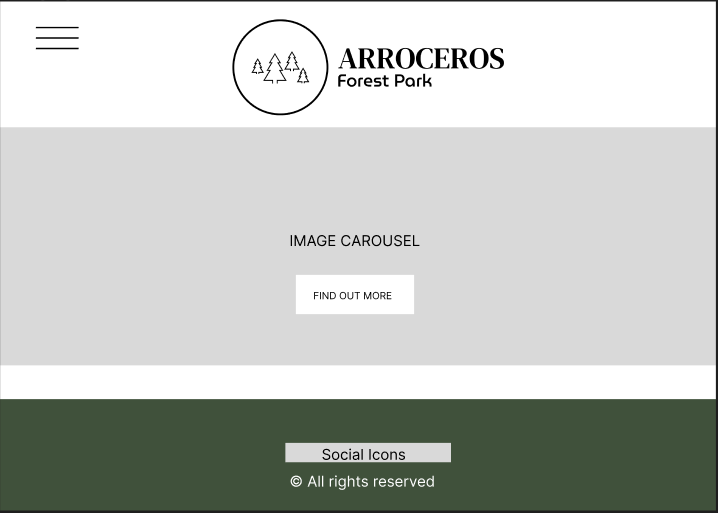 ARROCEROS
Forest Park
IMAGE CAROUSEL
FIND OUT MORE
Social Icons
© All rights reserved